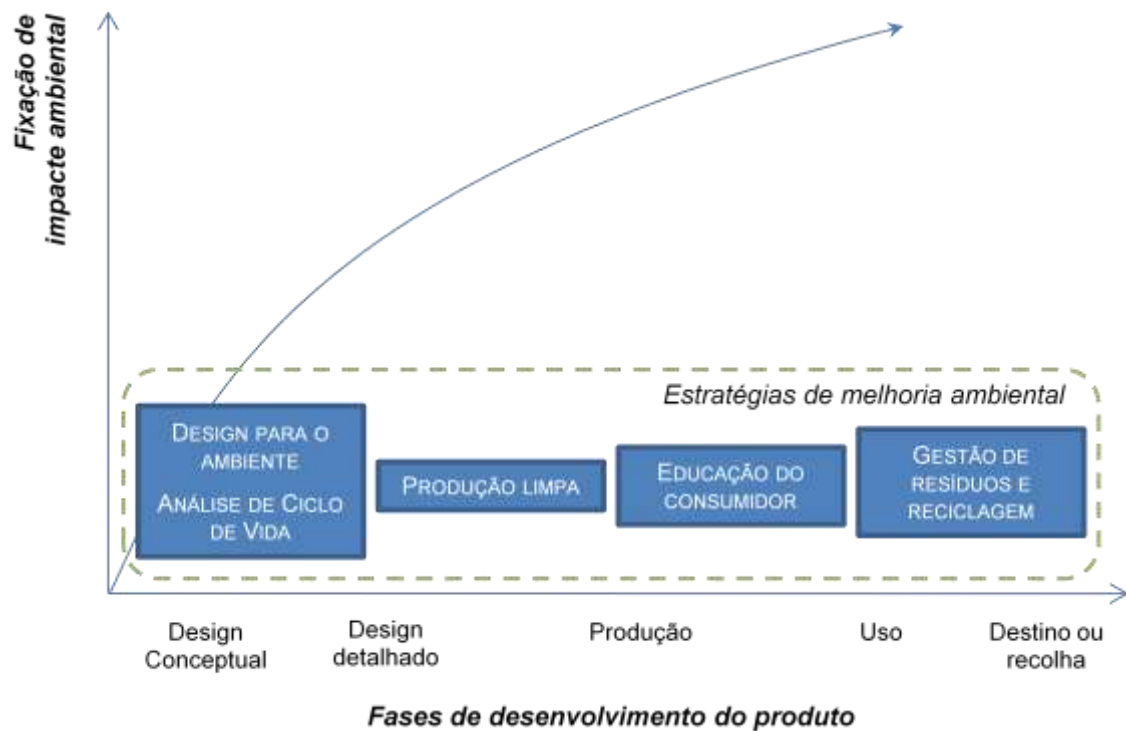 Fixação de
impacte ambiental
Estratégias de melhoria ambiental
DESIGN PARA O
AMBIENTE
ANÁLISE DE CICLO
DE VIDA
PRODUÇÃO LIMPA
EDUCAÇÃO DO
CONSUMIDOR
GESTÃO DE
RESÍDUOS E
RECICLAGEM
Design
Conceptual
Design
detalhado
Produção
Uso
Destino ou
recolha
Fases de desenvolvimento do produto